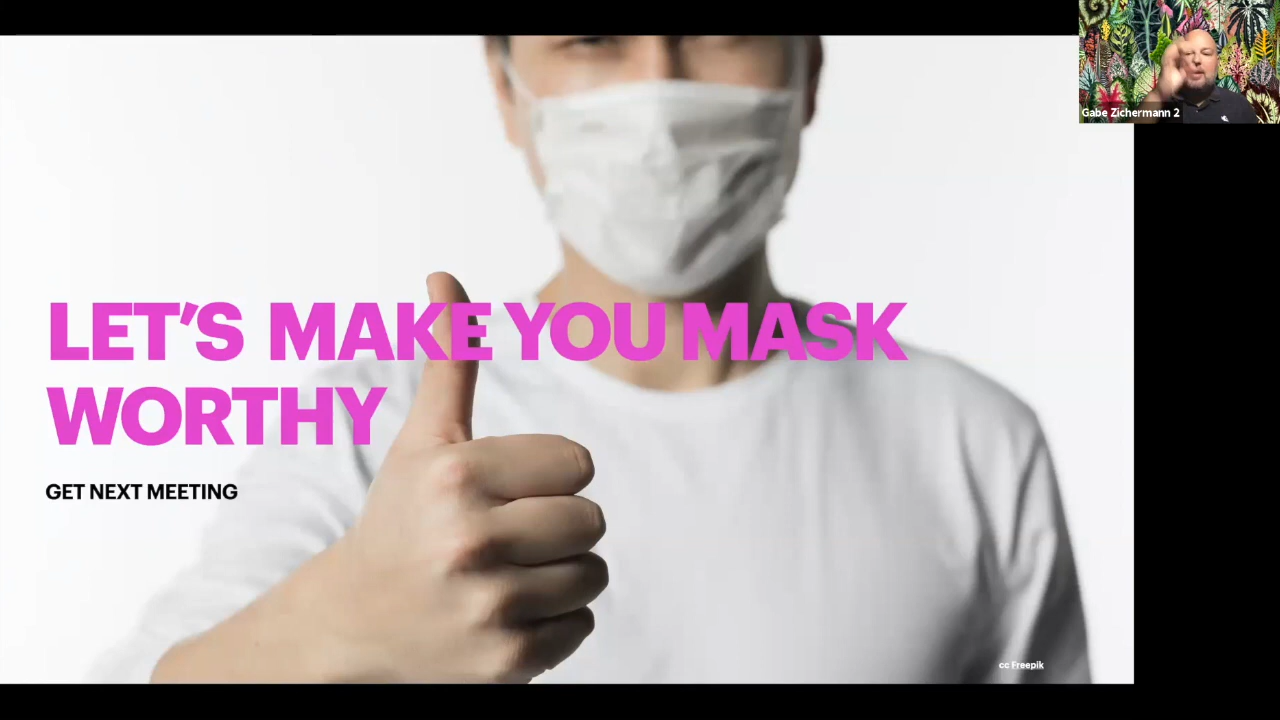 Gabe Zichermann 2
LET'S MAKE YOU MASK
WORTHY
GET NEXT MEETING
cc Freepik